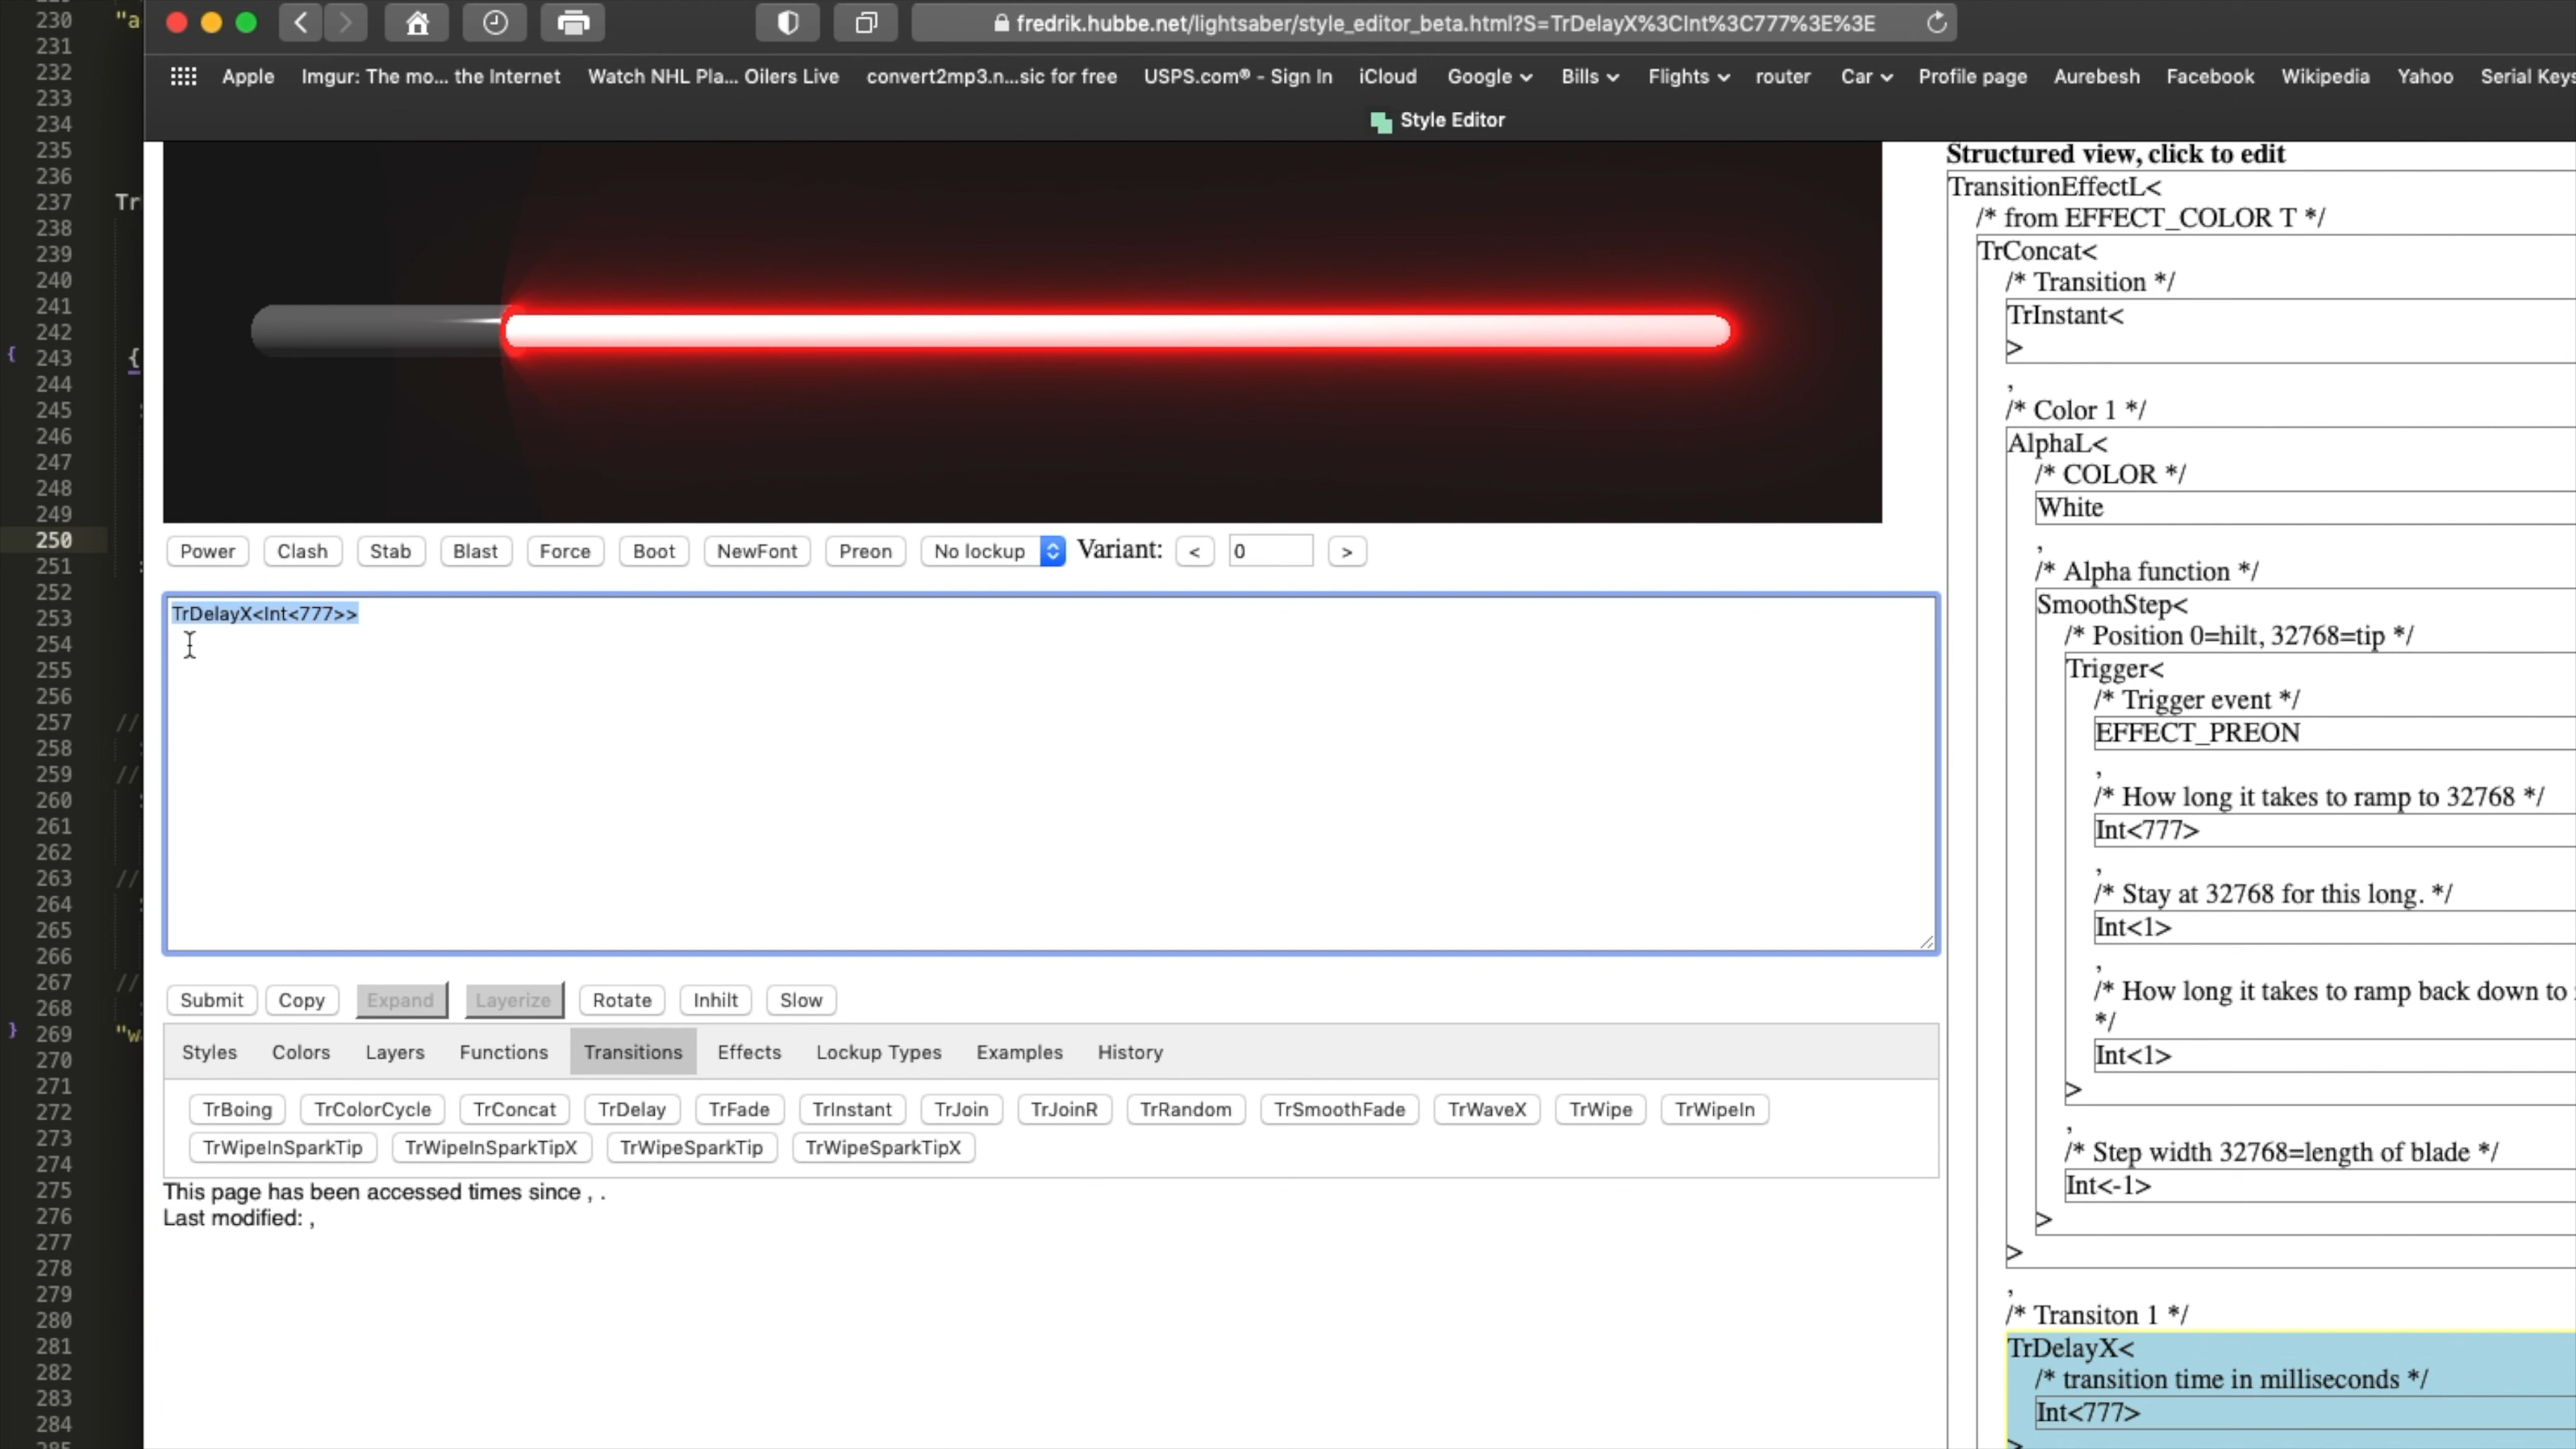 fredrik.hubbe.net/lightsaber/style_editor_beta.html?S=TrDelayX%3CInt%3C777%3E%3E
Apple Imgur: The mo... the Internet Watch NHL Pla... Oilers Live convert2mp3.n...sic for free USPS.com® - Sign In iCloud Google Bills Flights router Car Profile page Aurebesh Facebook Wikipedia Yahoo Serial Keys
Style Editor
230 "a
231
232
233
234
235
236
237 Tr
238
239
240
241
242
{ 243 {
244
245 :
246
247
248
249
250
251 :
252
253
254
255
256
257 //
258 :
259 //
260 :
261
262
263 //
264 :
265
266
267 //
268 :
} 269 "w
270
271
272
273
274
275
276
277
278
279
280
281
282
283
284
285
Power Clash Stab Blast Force Boot NewFont Preon No lockup Variant: < 0 >
TrDelayX<Int<777>>
Submit Copy Expand Layerize Rotate Inhilt Slow
Styles Colors Layers Functions Transitions Effects Lockup Types Examples History
TrBoing TrColorCycle TrConcat TrDelay TrFade TrInstant TrJoin TrJoinR TrRandom TrSmoothFade TrWaveX TrWipe TrWipeIn
TrWipeInSparkTip TrWipeInSparkTipX TrWipeSparkTip TrWipeSparkTipX
This page has been accessed times since , .
Last modified: ,
Structured view, click to edit
TransitionEffectL<
/* from EFFECT_COLOR T */
TrConcat<
/* Transition */
TrInstant<
>
,
/* Color 1 */
AlphaL<
/* COLOR */
White
,
/* Alpha function */
SmoothStep<
/* Position 0=hilt, 32768=tip */
Trigger<
/* Trigger event */
EFFECT_PREON
,
/* How long it takes to ramp to 32768 */
Int<777>
,
/* Stay at 32768 for this long. */
Int<1>
,
/* How long it takes to ramp back down to
*/
Int<1>
>
,
/* Step width 32768=length of blade */
Int<-1>
>
>
,
/* Transiton 1 */
TrDelayX<
/* transition time in milliseconds */
Int<777>
>